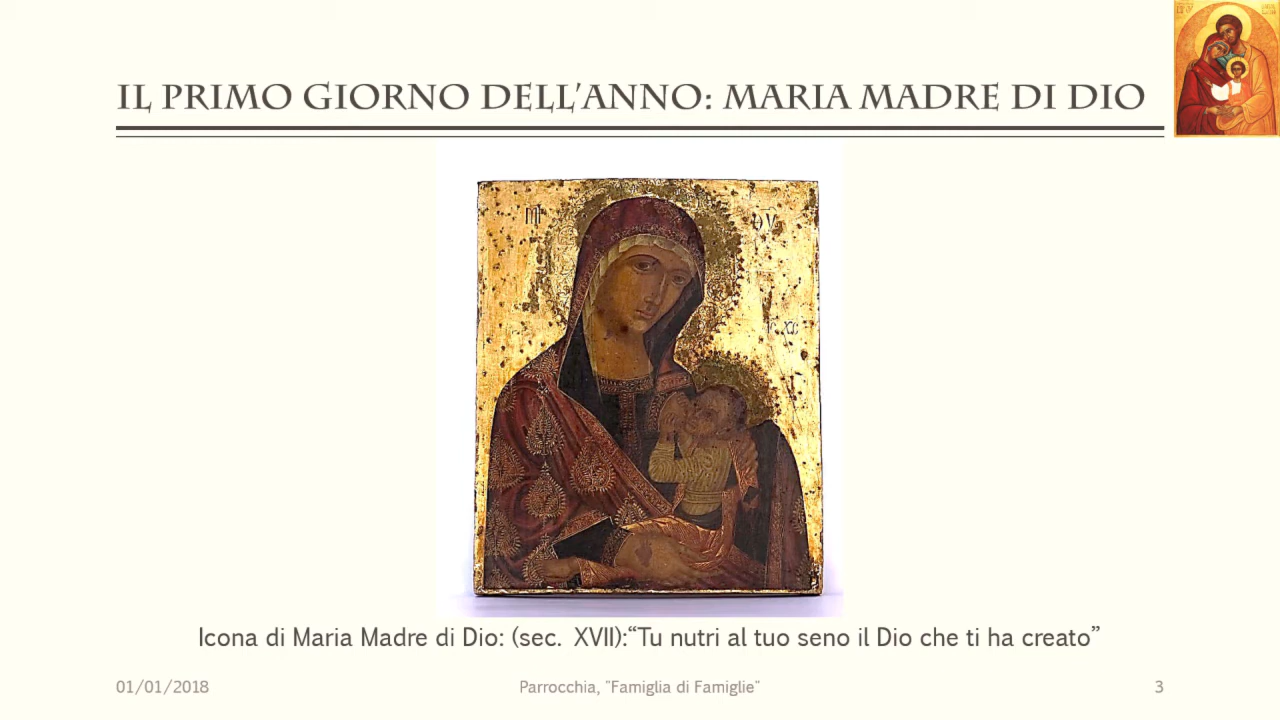 IL PRIMO GIORNO DELL'ANNO: MARIA MADRE DI DIO
Icona di Maria Madre di Dio: (sec. XVII):“Tu nutri al tuo seno il Dio che ti ha creato”
01/01/2018
Parrocchia, "Famiglia di Famiglie"
3